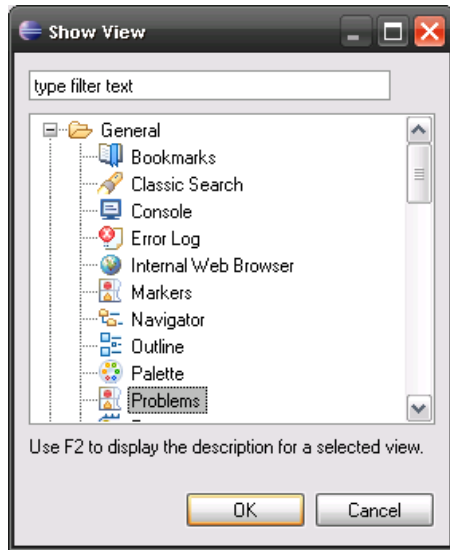 Show View
type filter text
General
Bookmarks
Classic Search
Console
Error Log
Internal Web Browser
Markers
Navigator
Outline
Palette
Problems
Use F2 to display the description for a selected view.
OK Cancel